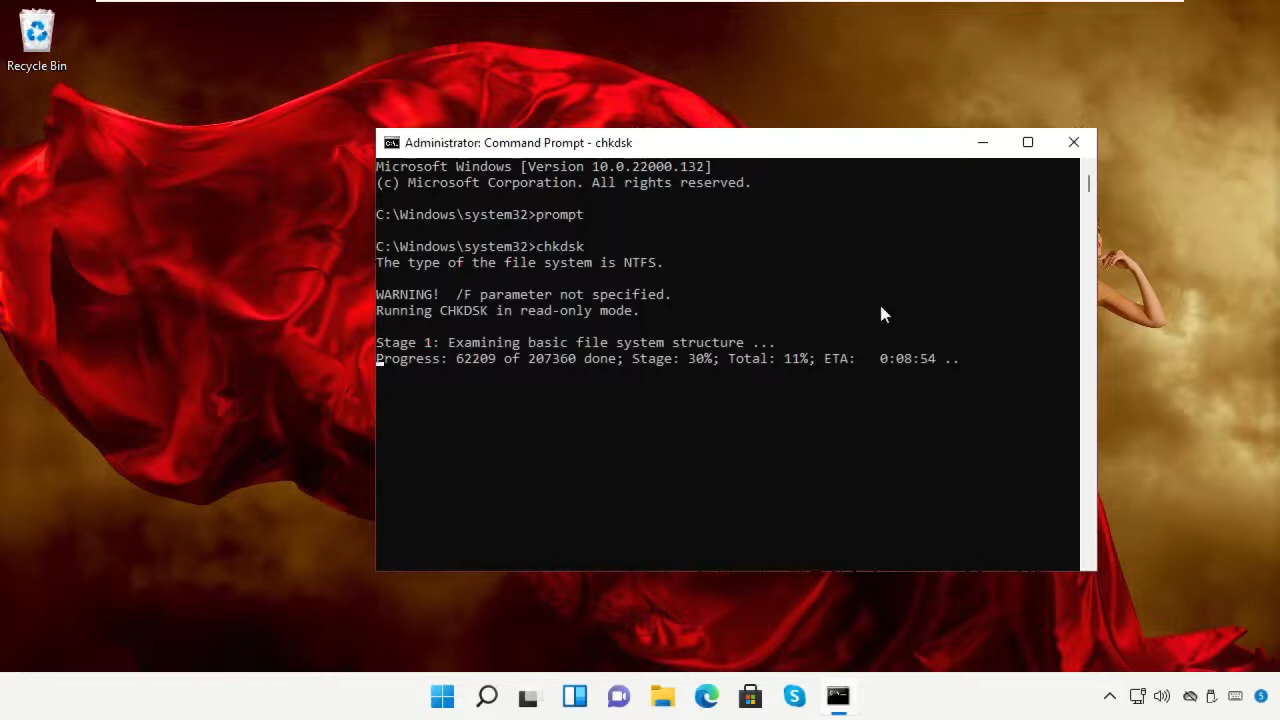 Recycle Bin
Administrator: Command Prompt - chkdsk
Microsoft Windows [Version 10.0.22000.132]
(c) Microsoft Corporation. All rights reserved.
C:\Windows\system32>prompt
C:\Windows\system32>chkdsk
The type of the file system is NTFS.
WARNING!  /F parameter not specified.
Running CHKDSK in read-only mode.
Stage 1: Examining basic file system structure ...
Progress: 62209 of 207360 done; Stage: 30%; Total: 11%; ETA:   0:08:54 ..
5